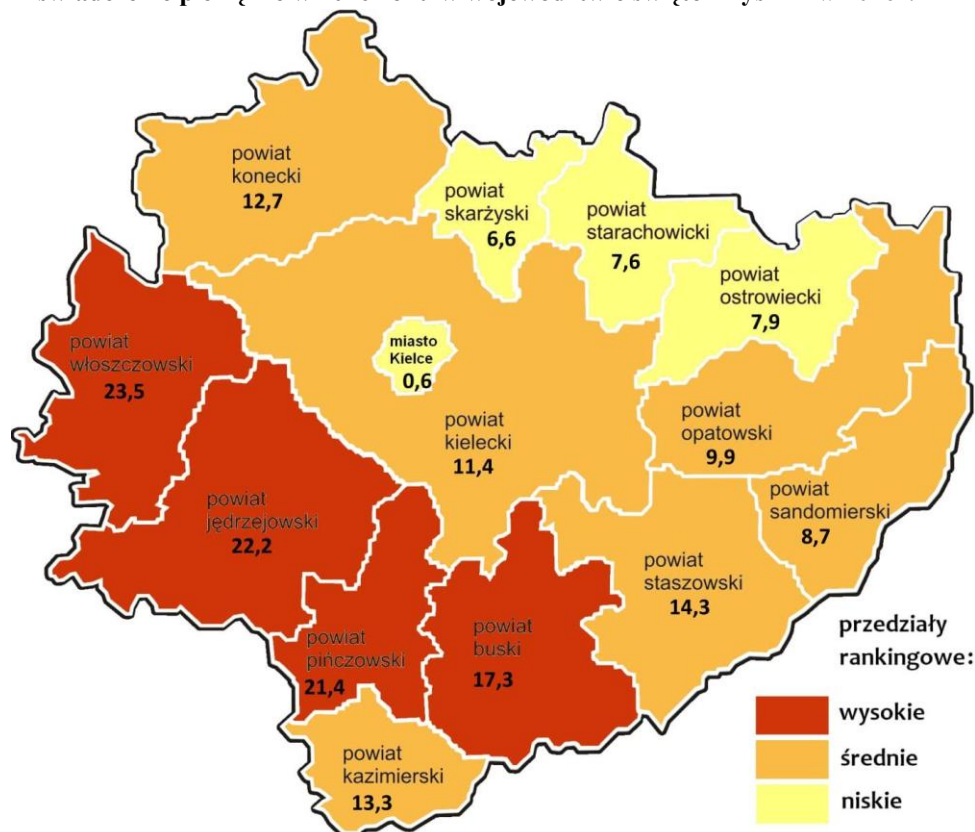 powiat
konecki
12,7
powiat
skarżyski
6,6
powiat
starachowicki
7,6
powiat
ostrowiecki
7,9
powiat
włoszczowski
23,5
miasto
Kielce
0,6
powiat
kielecki
11,4
powiat
opatowski
9,9
powiat
sandomierski
8,7
powiat
jędrzejowski
22,2
powiat
staszowski
14,3
powiat
pińczowski
21,4
powiat
buski
17,3
powiat
kazimierski
13,3
przedziały
rankingowe:
wysokie
średnie
niskie